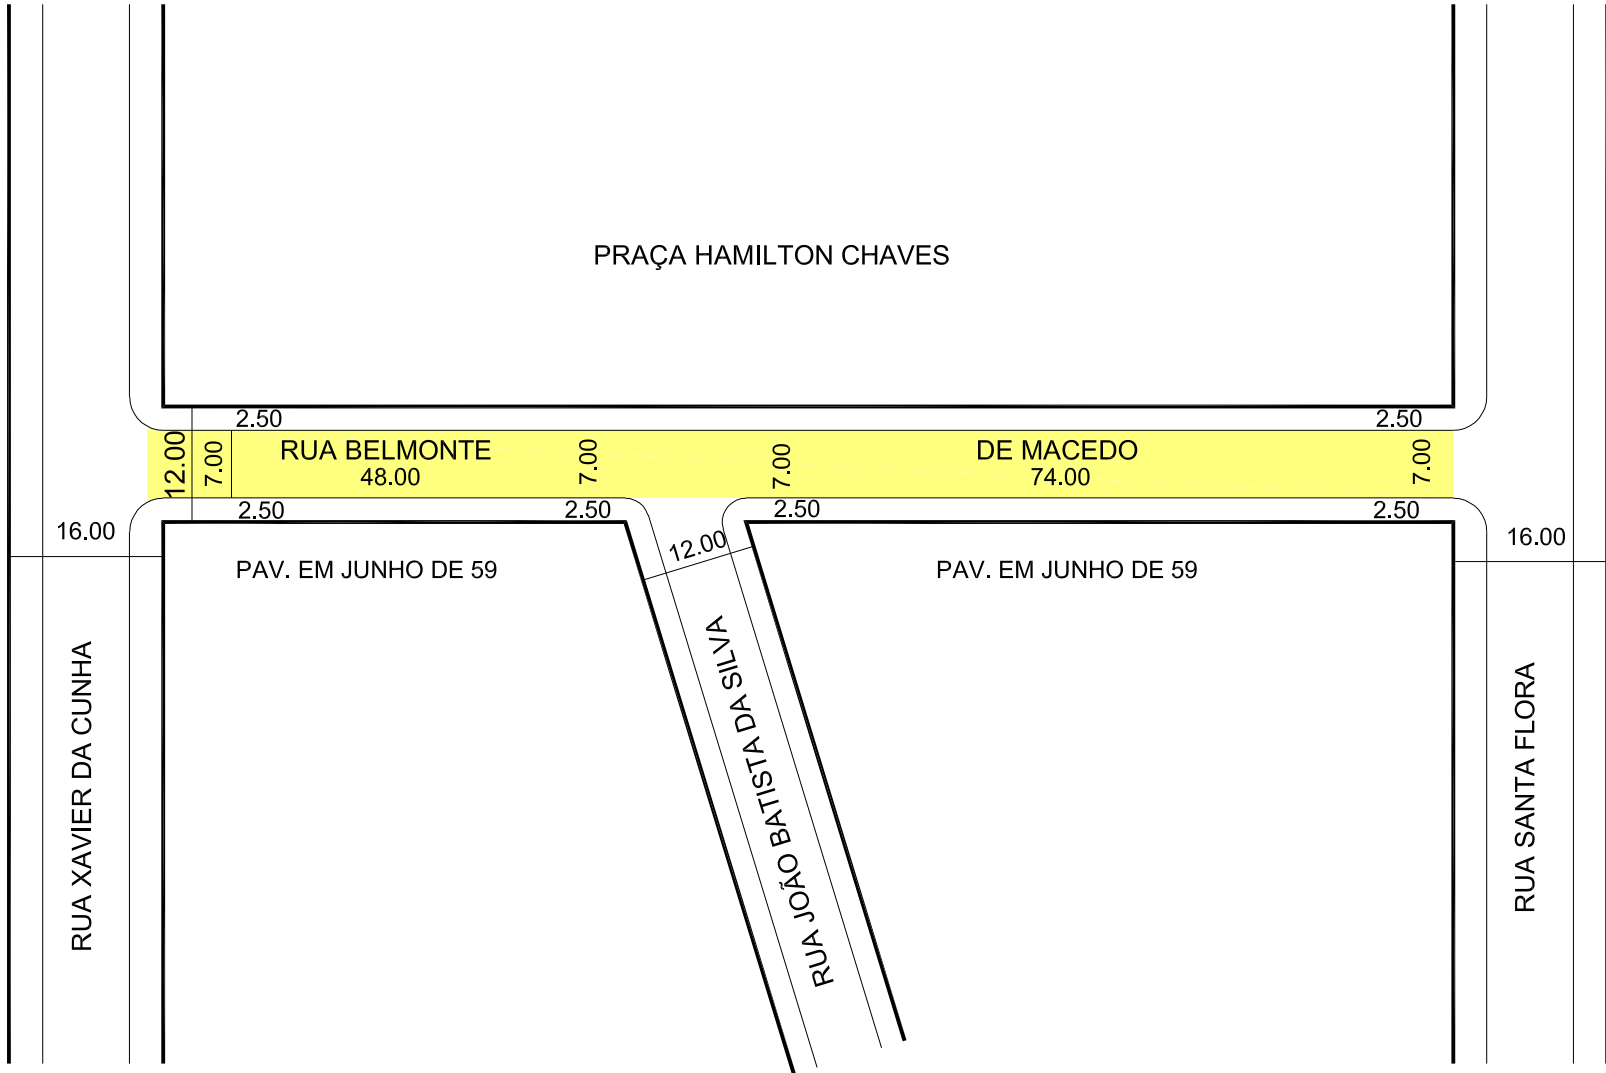 PRAÇA HAMILTON CHAVES
2.50
2.50
12.00
7.00
RUA BELMONTE
48.00
7.00
7.00
DE MACEDO
74.00
7.00
2.50
2.50
2.50
2.50
16.00
12.00
16.00
PAV. EM JUNHO DE 59
PAV. EM JUNHO DE 59
RUA XAVIER DA CUNHA
RUA JOÃO BATISTA DA SILVA
RUA SANTA FLORA